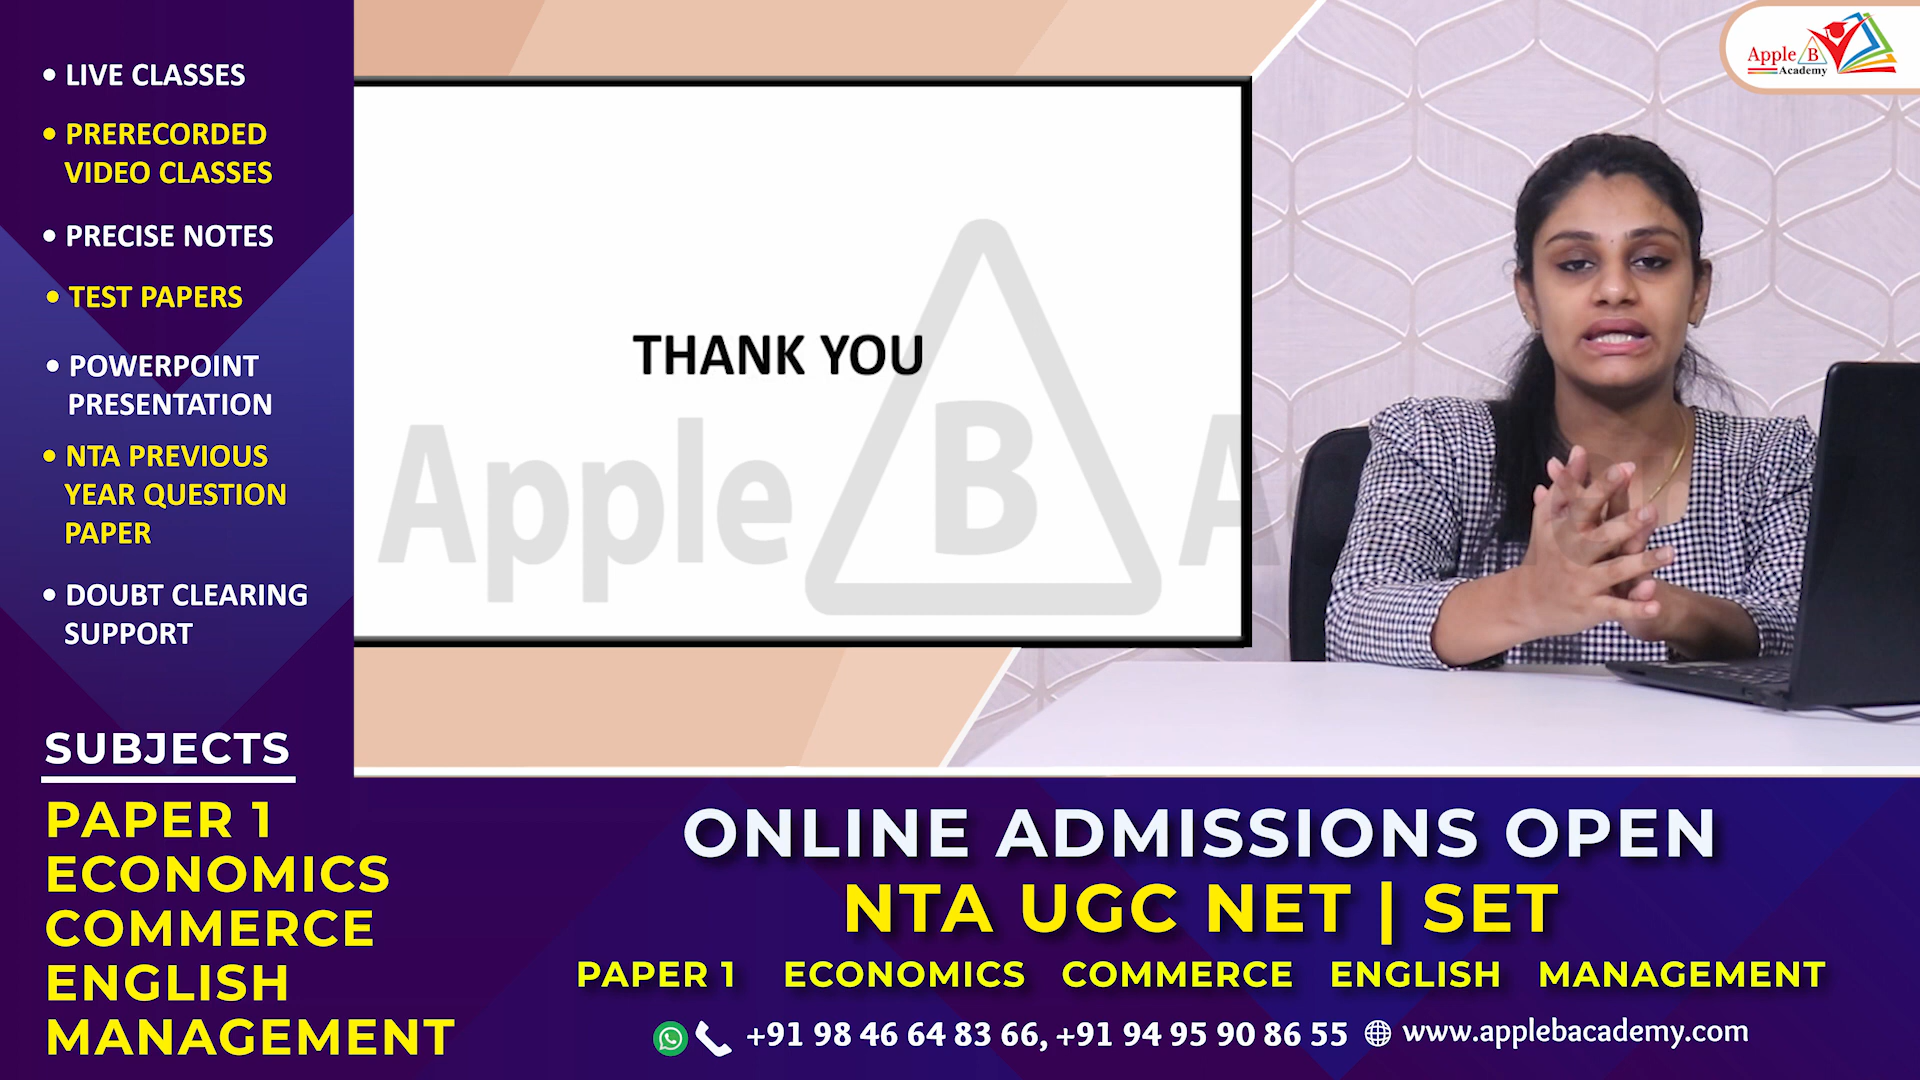 • LIVE CLASSES
• PRERECORDED
VIDEO CLASSES
• PRECISE NOTES
• TEST PAPERS
• POWERPOINT
PRESENTATION
• NTA PREVIOUS
YEAR QUESTION
PAPER
• DOUBT CLEARING
SUPPORT
SUBJECTS
PAPER 1
ECONOMICS
COMMERCE
ENGLISH
MANAGEMENT
THANK YOU
Apple B A
Apple B
Academy
ONLINE ADMISSIONS OPEN
NTA UGC NET | SET
PAPER 1 ECONOMICS COMMERCE ENGLISH MANAGEMENT
+91 98 46 64 83 66, +91 94 95 90 86 55 www.applebacademy.com